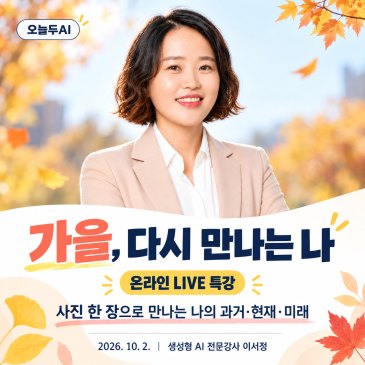 오늘두AI
가을, 다시 만나는 나
온라인 LIVE 특강
사진 한 장으로 만나는 나의 과거·현재·미래
2026. 10. 2. | 생성형 AI 전문강사 이서정